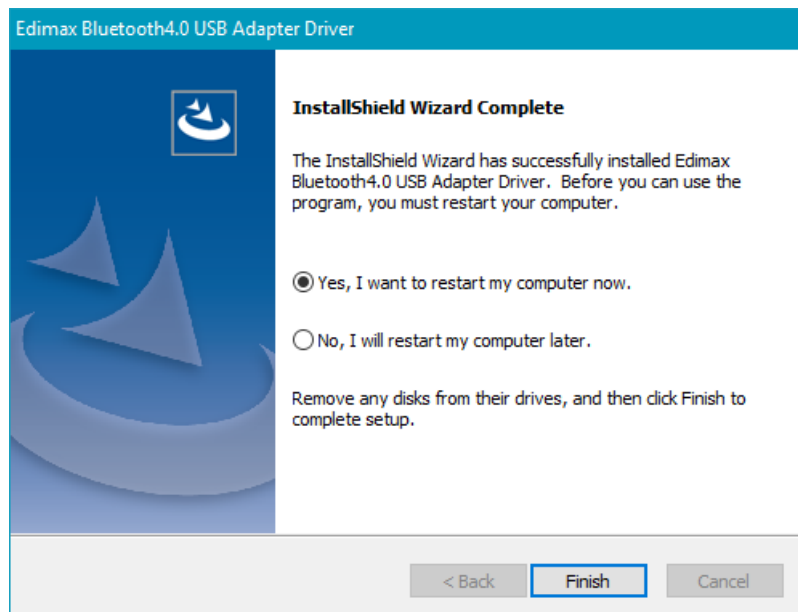 Edimax Bluetooth4.0 USB Adapter Driver
InstallShield Wizard Complete
The InstallShield Wizard has successfully installed Edimax
Bluetooth4.0 USB Adapter Driver.  Before you can use the
program, you must restart your computer.
Yes, I want to restart my computer now.
No, I will restart my computer later.
Remove any disks from their drives, and then click Finish to
complete setup.
< Back
Finish
Cancel